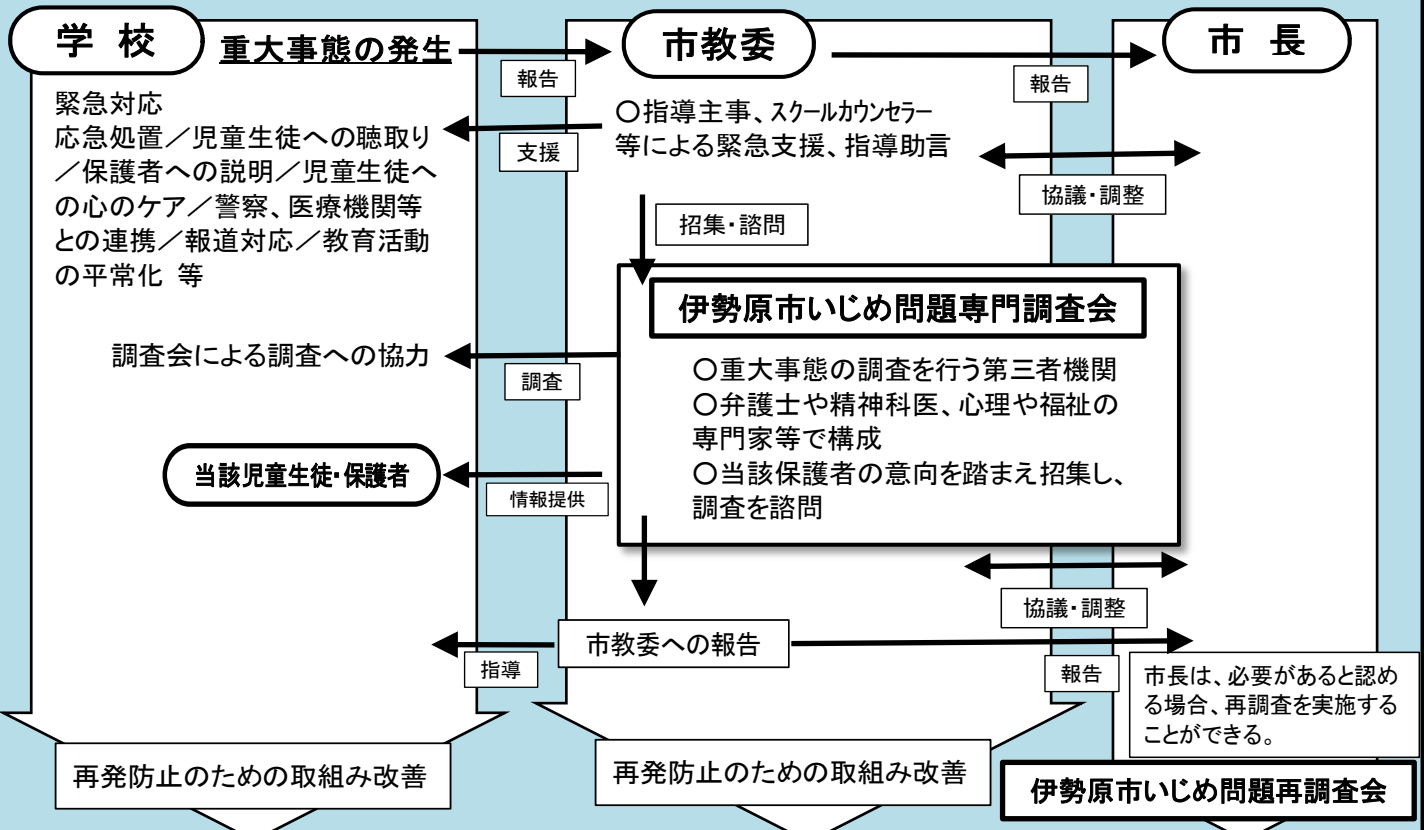 学 校
重大事態の発生
報告
市教委
報告
市 長
緊急対応
応急処置／児童生徒への聴取り
／保護者への説明／児童生徒へ
の心のケア／警察、医療機関等
との連携／報道対応／教育活動
の平常化 等
支援
〇指導主事、スクールカウンセラー
等による緊急支援、指導助言
協議・調整
招集・諮問
伊勢原市いじめ問題専門調査会
〇重大事態の調査を行う第三者機関
〇弁護士や精神科医、心理や福祉の
専門家等で構成
〇当該保護者の意向を踏まえ招集し、
調査を諮問
調査会による調査への協力
調査
当該児童生徒・保護者
情報提供
協議・調整
市教委への報告
指導
報告
市長は、必要があると認め
る場合、再調査を実施する
ことができる。
再発防止のための取組み改善
再発防止のための取組み改善
伊勢原市いじめ問題再調査会